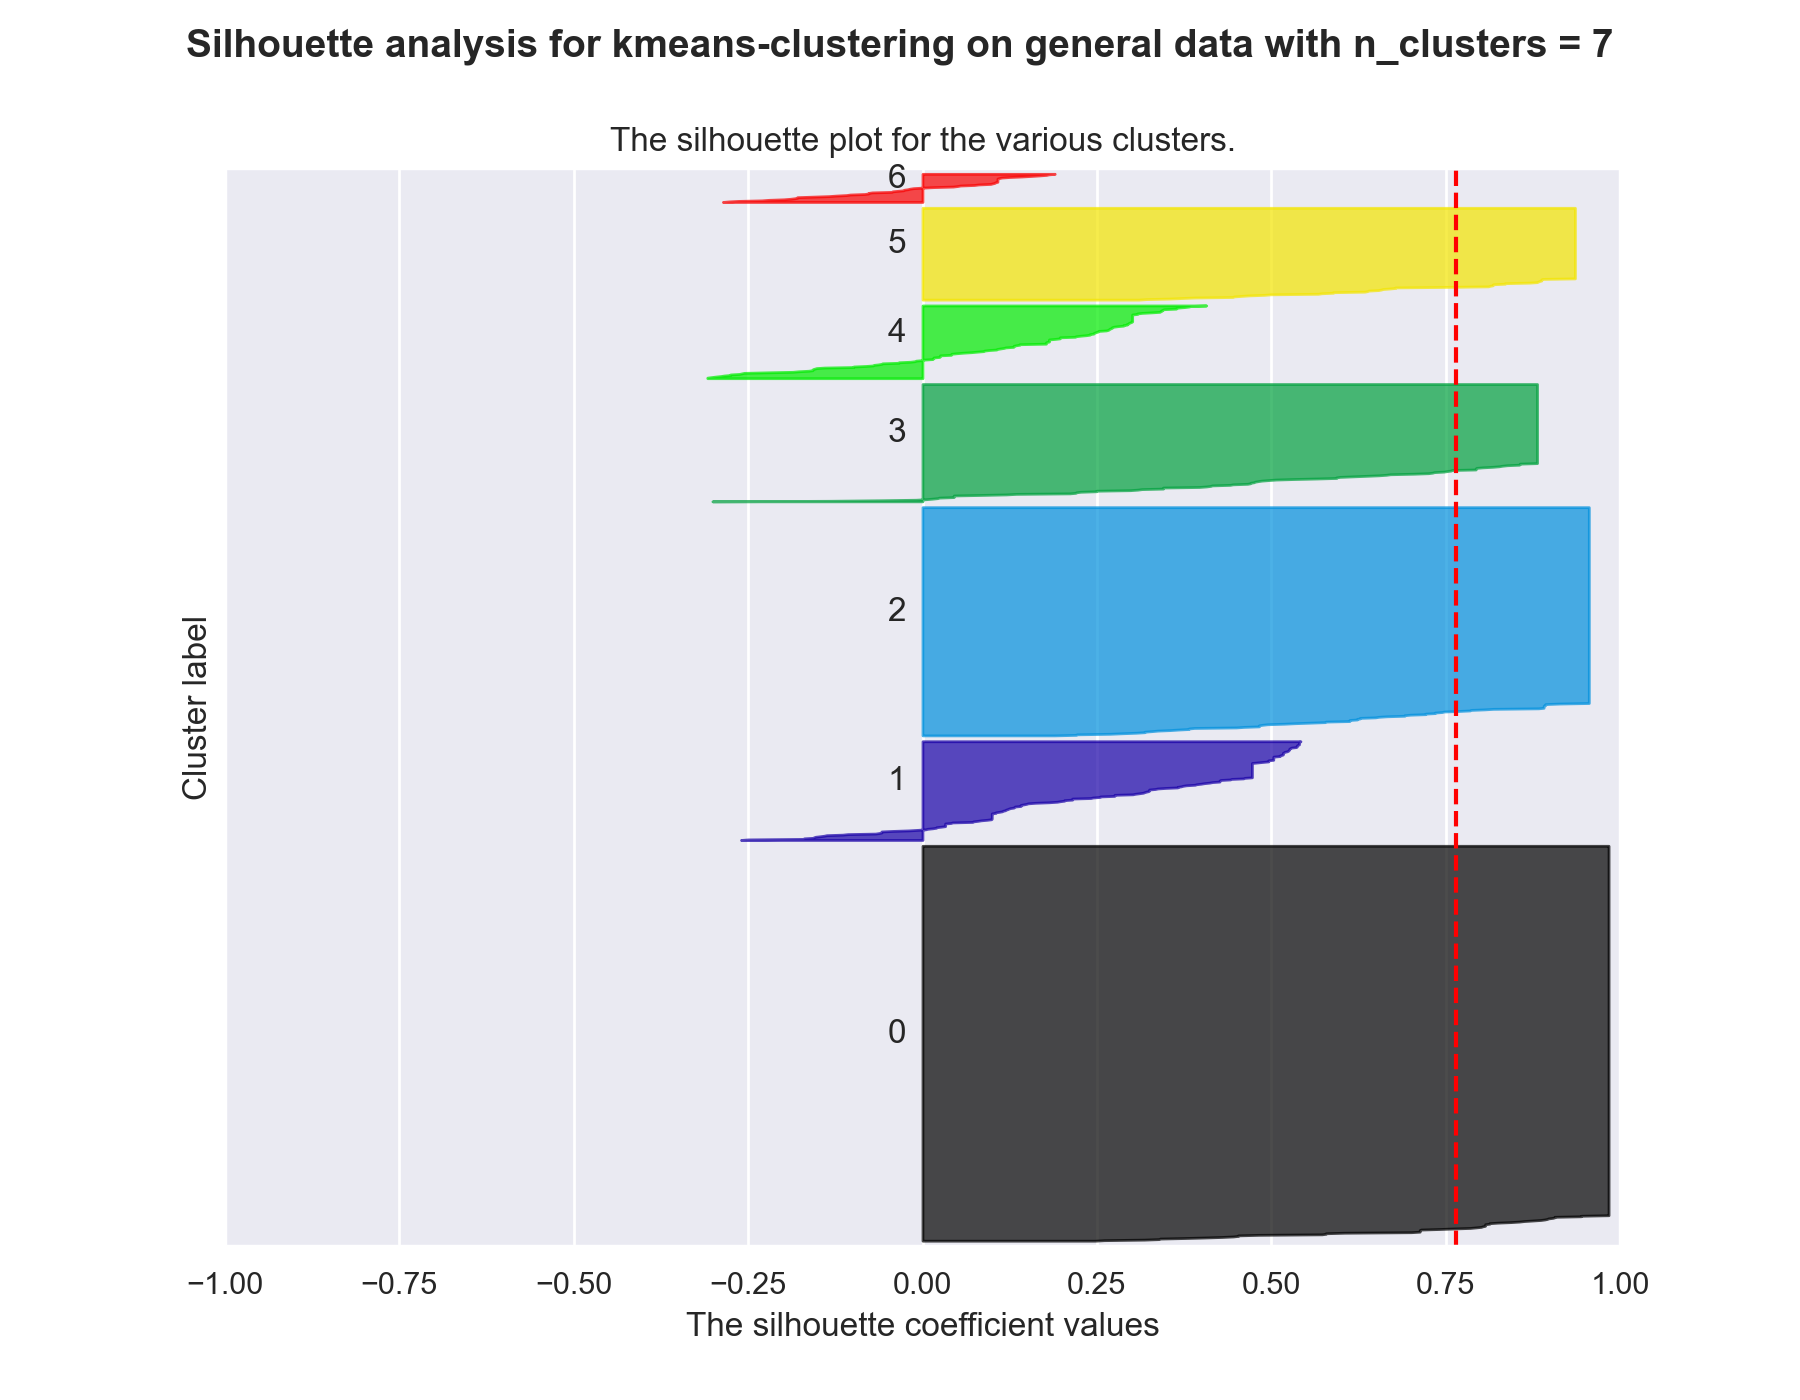 Silhouette analysis for kmeans-clustering on general data with n_clusters = 7
The silhouette plot for the various clusters.
6
5
4
3
2
1
0
Cluster label
−1.00 −0.75 −0.50 −0.25 0.00 0.25 0.50 0.75 1.00
The silhouette coefficient values